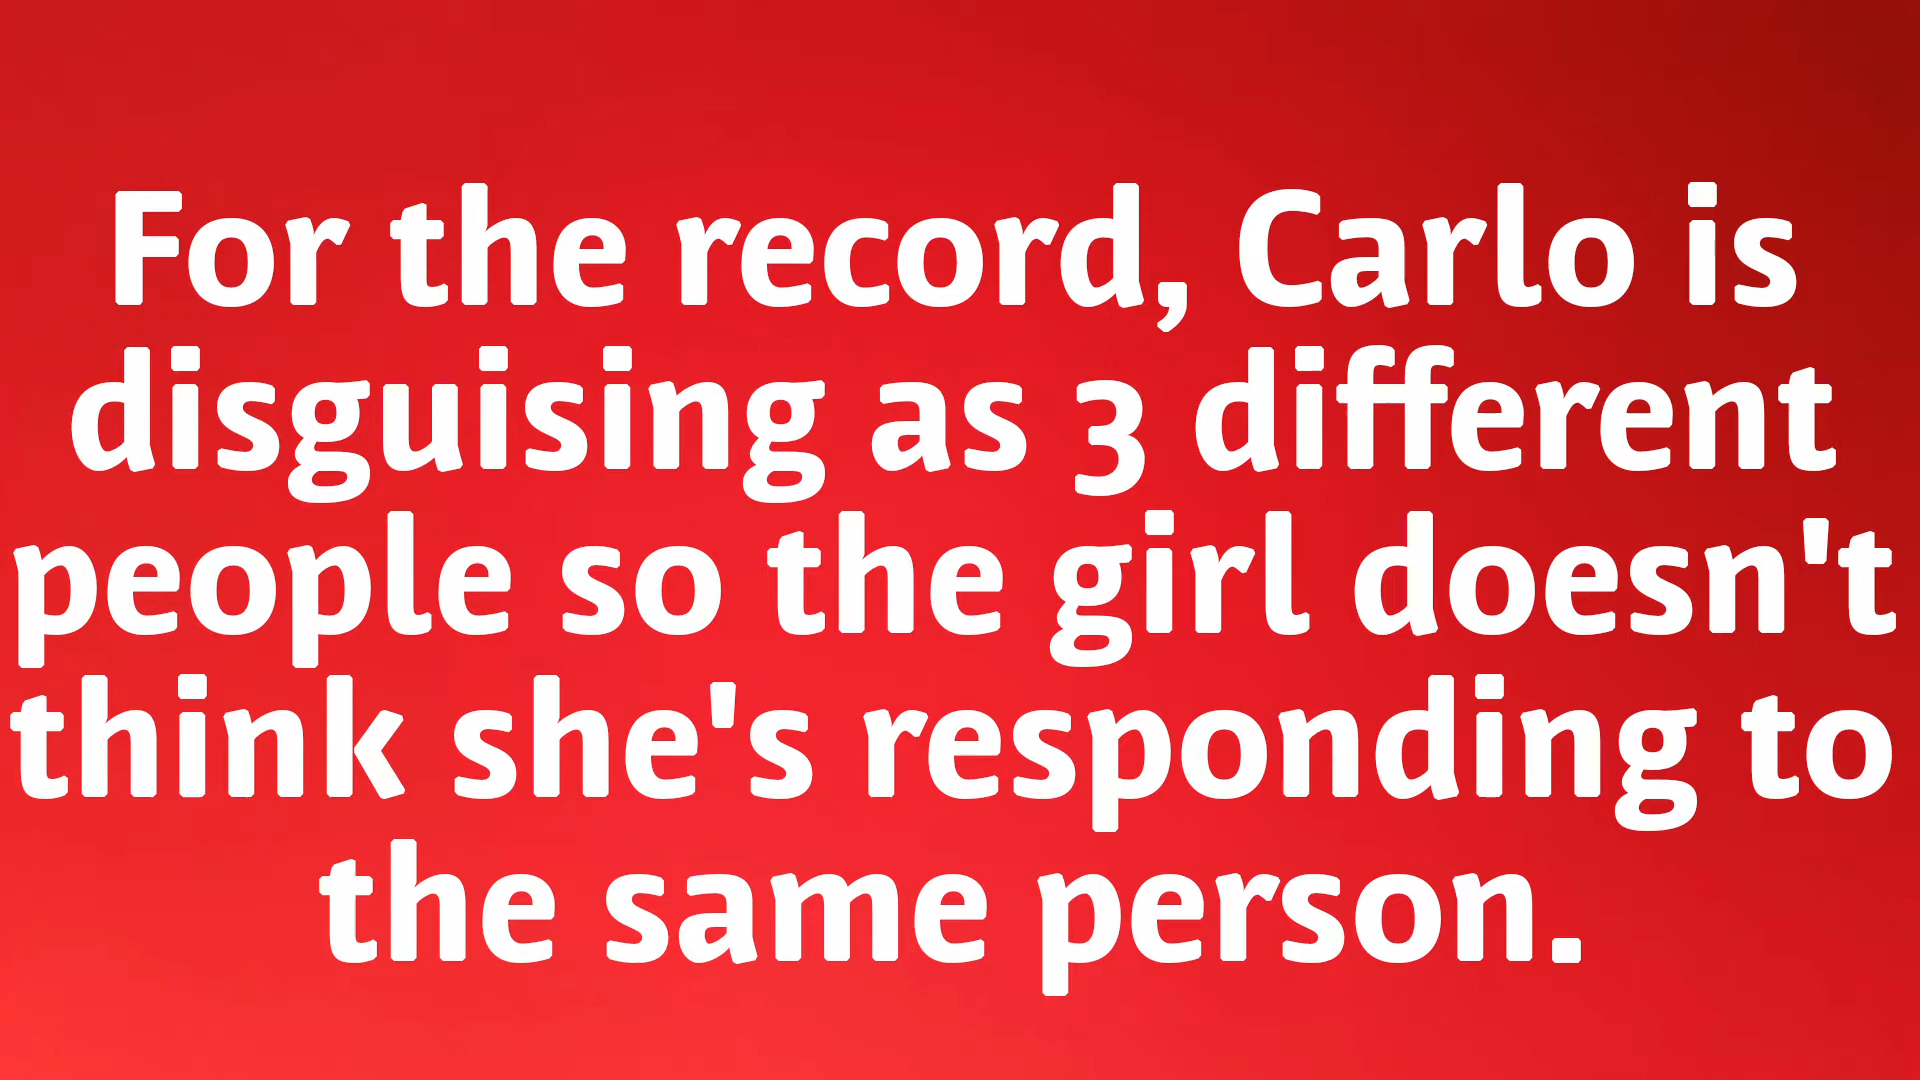 For the record, Carlo is
disguising as 3 different
people so the girl doesn't
think she's responding to
the same person.